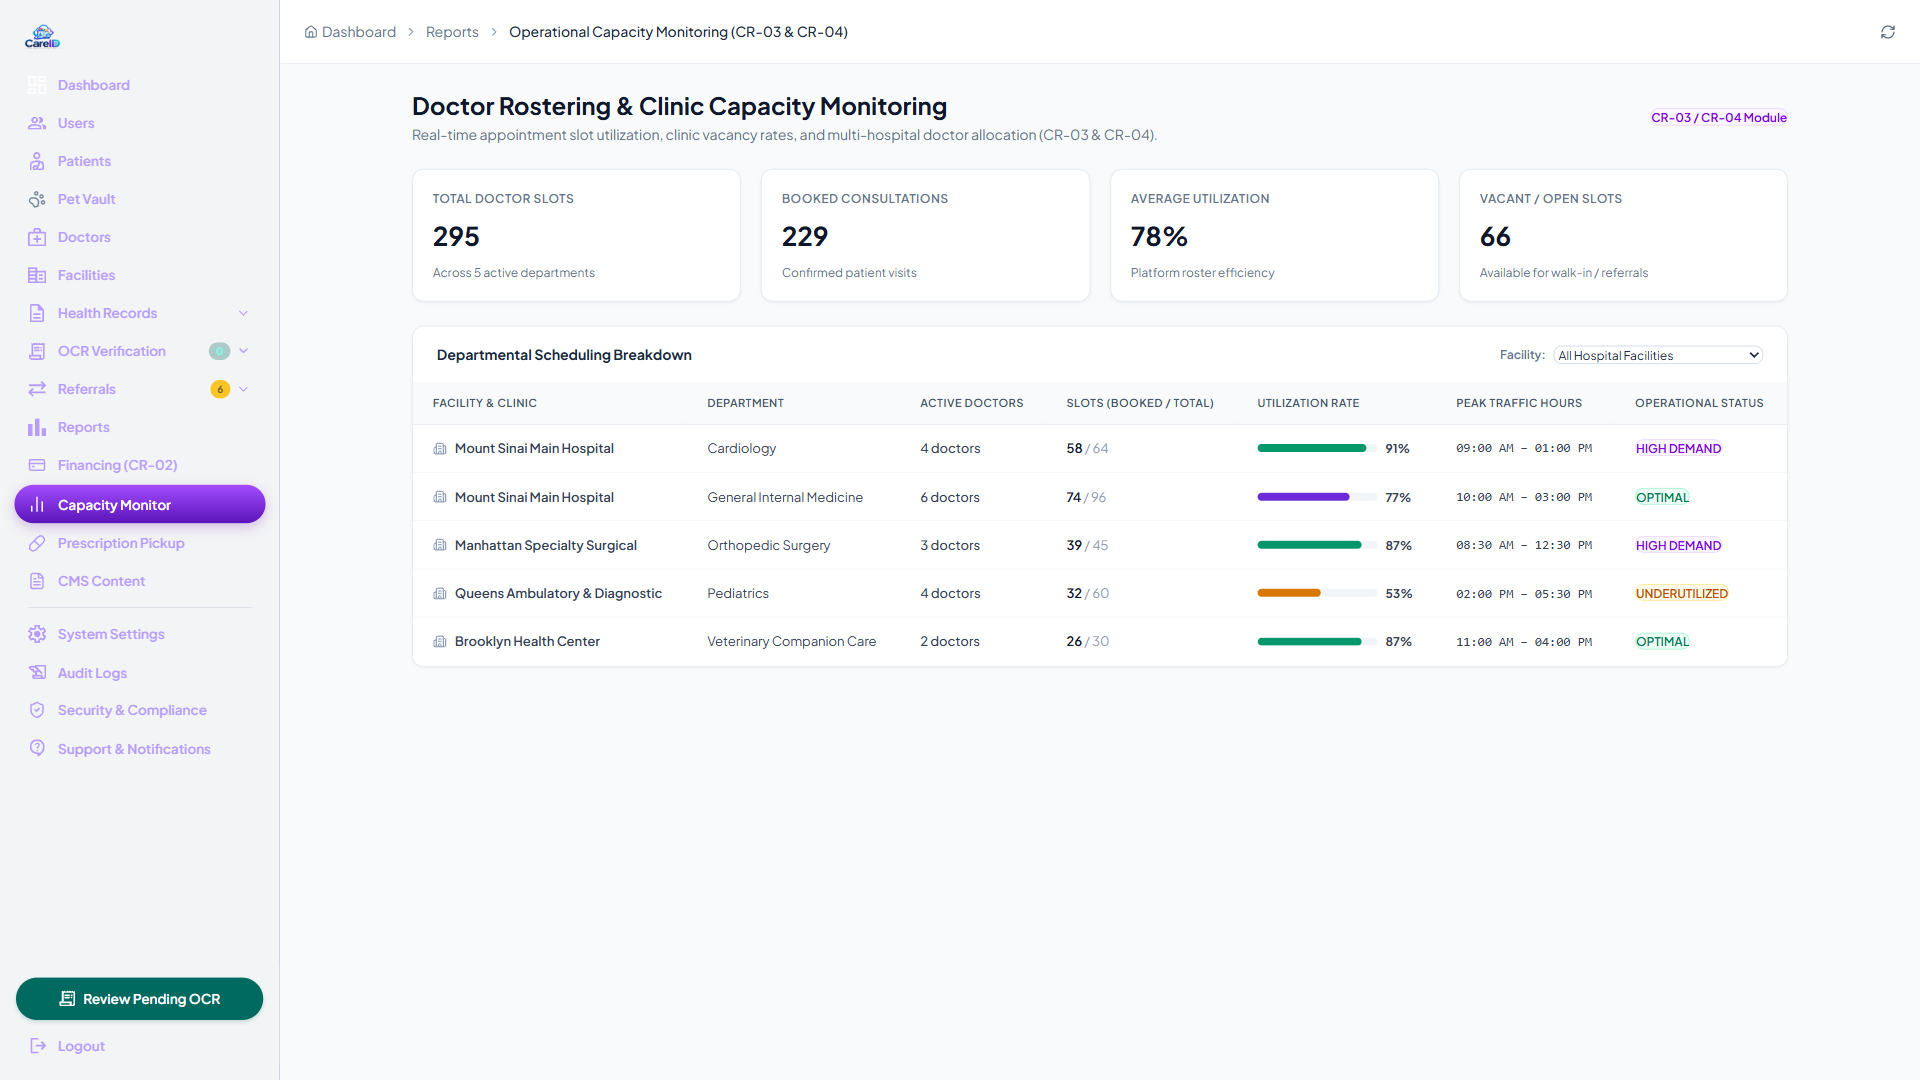 CareID
Dashboard
Users
Patients
Pet Vault
Doctors
Facilities
Health Records
OCR Verification 0
Referrals 6
Reports
Financing (CR-02)
Capacity Monitor
Prescription Pickup
CMS Content
System Settings
Audit Logs
Security & Compliance
Support & Notifications
Review Pending OCR
Logout
Dashboard > Reports > Operational Capacity Monitoring (CR-03 & CR-04)
Doctor Rostering & Clinic Capacity Monitoring
Real-time appointment slot utilization, clinic vacancy rates, and multi-hospital doctor allocation (CR-03 & CR-04).
CR-03 / CR-04 Module
TOTAL DOCTOR SLOTS
295
Across 5 active departments
BOOKED CONSULTATIONS
229
Confirmed patient visits
AVERAGE UTILIZATION
78%
Platform roster efficiency
VACANT / OPEN SLOTS
66
Available for walk-in / referrals
Departmental Scheduling Breakdown
Facility: All Hospital Facilities
FACILITY & CLINIC DEPARTMENT ACTIVE DOCTORS SLOTS (BOOKED / TOTAL) UTILIZATION RATE PEAK TRAFFIC HOURS OPERATIONAL STATUS
Mount Sinai Main Hospital Cardiology 4 doctors 58 / 64 91% 09:00 AM - 01:00 PM HIGH DEMAND
Mount Sinai Main Hospital General Internal Medicine 6 doctors 74 / 96 77% 10:00 AM - 03:00 PM OPTIMAL
Manhattan Specialty Surgical Orthopedic Surgery 3 doctors 39 / 45 87% 08:30 AM - 12:30 PM HIGH DEMAND
Queens Ambulatory & Diagnostic Pediatrics 4 doctors 32 / 60 53% 02:00 PM - 05:30 PM UNDERUTILIZED
Brooklyn Health Center Veterinary Companion Care 2 doctors 26 / 30 87% 11:00 AM - 04:00 PM OPTIMAL